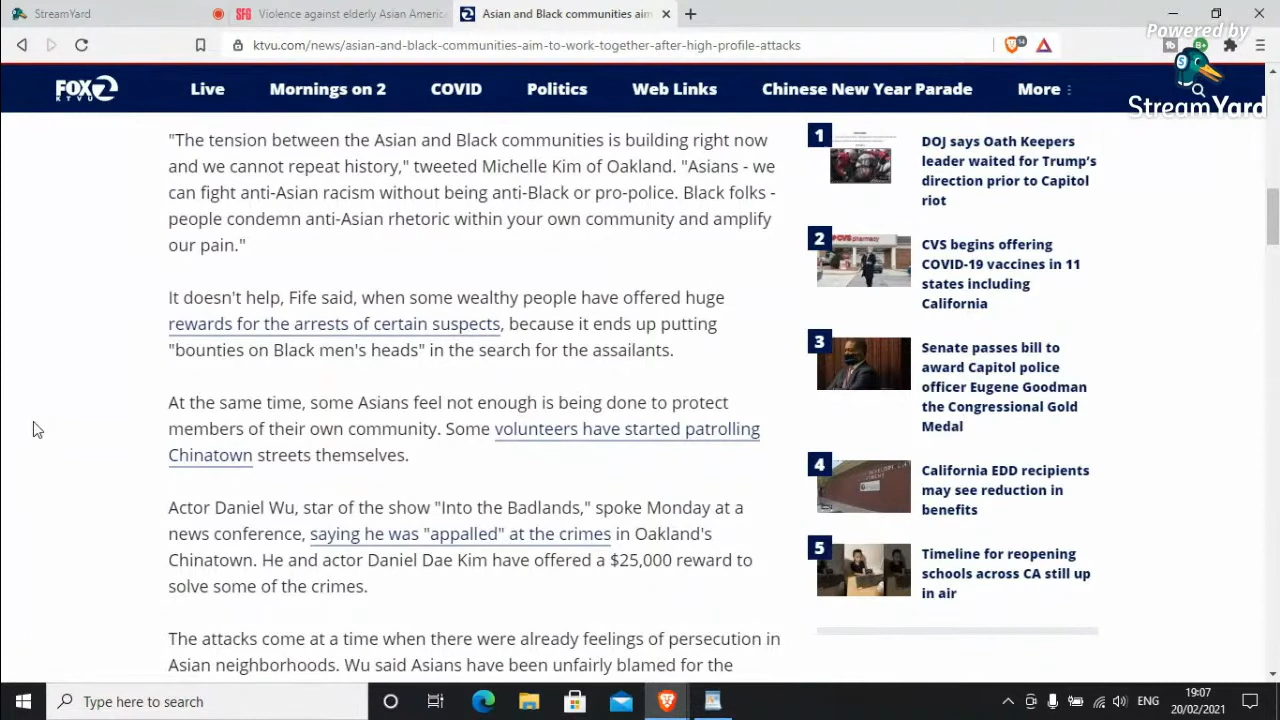 StreamYard
SFG Violence against elderly Asian America
Asian and Black communities aim
ktvu.com/news/asian-and-black-communities-aim-to-work-together-after-high-profile-attacks
14
Powered by
StreamYard
FOX 2
KTVU
Live
Mornings on 2
COVID
Politics
Web Links
Chinese New Year Parade
More
"The tension between the Asian and Black communities is building right now
and we cannot repeat history," tweeted Michelle Kim of Oakland. "Asians - we
can fight anti-Asian racism without being anti-Black or pro-police. Black folks -
people condemn anti-Asian rhetoric within your own community and amplify
our pain."
It doesn't help, Fife said, when some wealthy people have offered huge
rewards for the arrests of certain suspects, because it ends up putting
"bounties on Black men's heads" in the search for the assailants.
At the same time, some Asians feel not enough is being done to protect
members of their own community. Some volunteers have started patrolling
Chinatown streets themselves.
Actor Daniel Wu, star of the show "Into the Badlands," spoke Monday at a
news conference, saying he was "appalled" at the crimes in Oakland's
Chinatown. He and actor Daniel Dae Kim have offered a $25,000 reward to
solve some of the crimes.
The attacks come at a time when there were already feelings of persecution in
Asian neighborhoods. Wu said Asians have been unfairly blamed for the
1
DOJ says Oath Keepers
leader waited for Trump's
direction prior to Capitol
riot
2
CVS pharmacy
CVS begins offering
COVID-19 vaccines in 11
states including
California
3
Senate passes bill to
award Capitol police
officer Eugene Goodman
the Congressional Gold
Medal
4
California EDD recipients
may see reduction in
benefits
5
Timeline for reopening
schools across CA still up
in air
Type here to search
ENG
19:07
20/02/2021